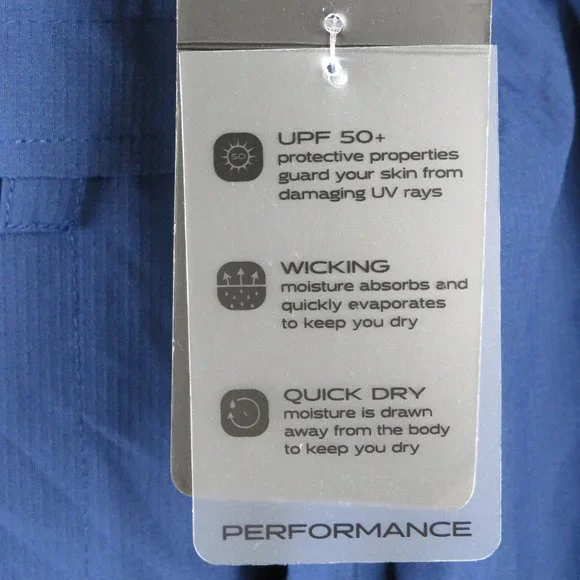 50
UPF 50+
protective properties
guard your skin from
damaging UV rays
WICKING
moisture absorbs and
quickly evaporates
to keep you dry
QUICK DRY
moisture is drawn
away from the body
to keep you dry
PERFORMANCE